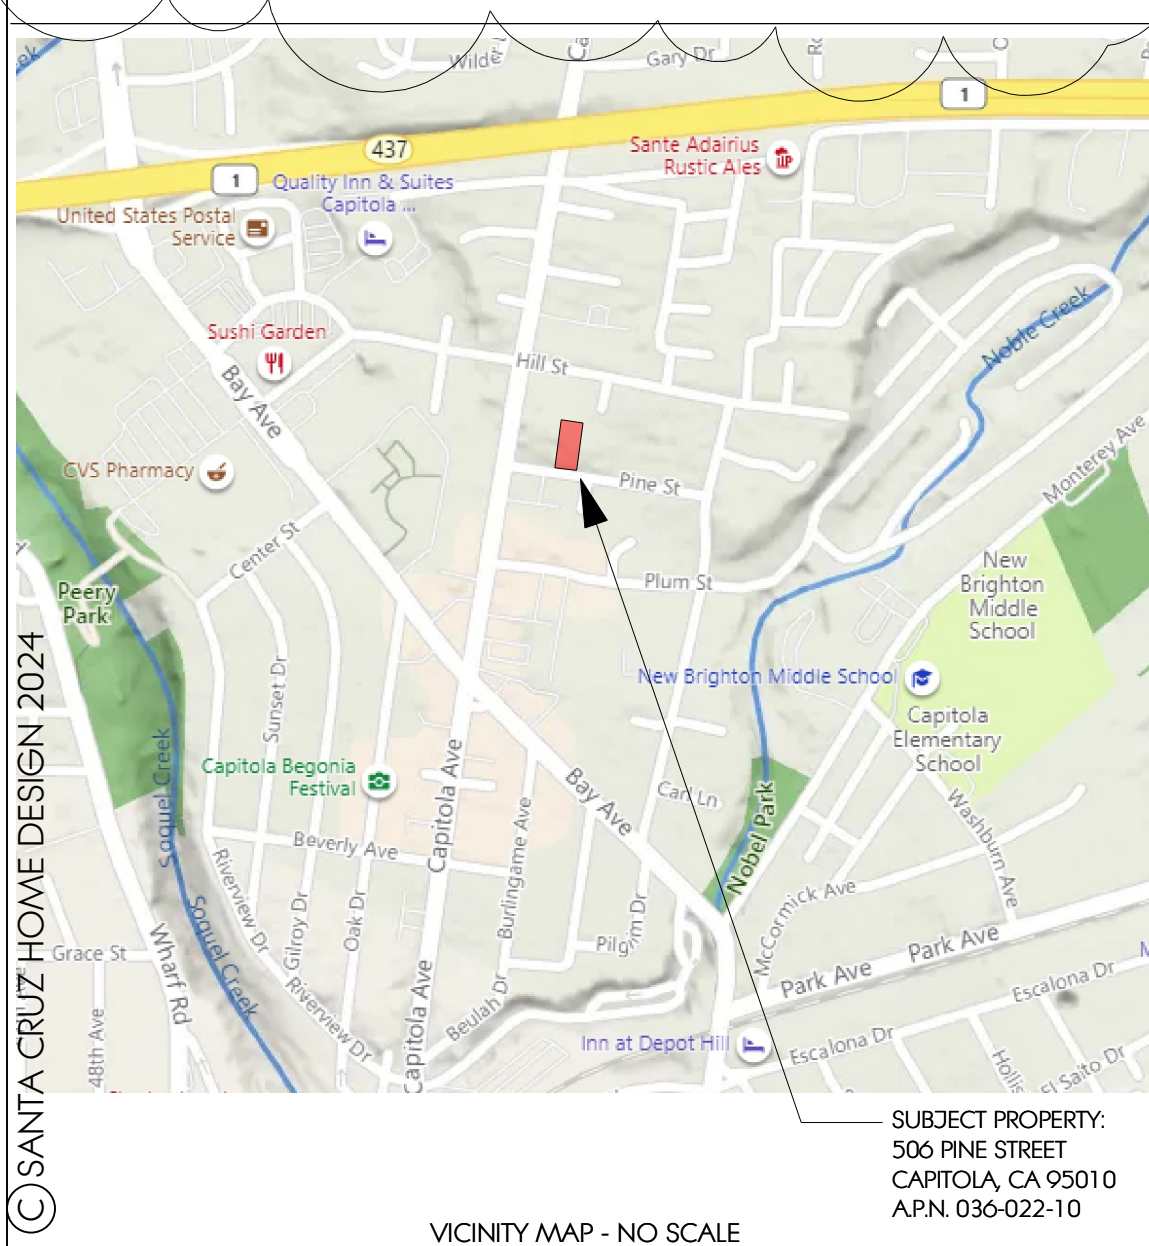 eek
Wilde
Ca
Gary Dr
1
437
Sante Adairius
Rustic Ales
1
Quality Inn & Suites
Capitola ...
United States Postal
Service
Noble Creek
Sushi Garden
Hill St
Bay Ave
CVS Pharmacy
Pine St
Monterey Ave
Center St
Peery
Park
Plum St
New
Brighton
Middle
School
New Brighton Middle School
Sunset Dr
Capitola
Elementary
School
Soquel Creek
Capitola Begonia
Festival
Capitola Ave
Bay Ave
Carl Ln
Nobel Park
Washburn Ave
Beverly Ave
Burlingame Ave
Riverview Dr
Gilroy Dr
Oak Dr
McCormick Ave
Soquel Creek
Grace St
Wharf Rd
Pilgrim Dr
Park Ave
Park Ave
Escalona Dr
48th Ave
Riverview Dr
Capitola Ave
Beulah Dr
Inn at Depot Hill
Escalona Dr
Hollis
El Salto Dr
© SANTA CRUZ HOME DESIGN 2024
SUBJECT PROPERTY:
506 PINE STREET
CAPITOLA, CA 95010
A.P.N. 036-022-10
VICINITY MAP - NO SCALE